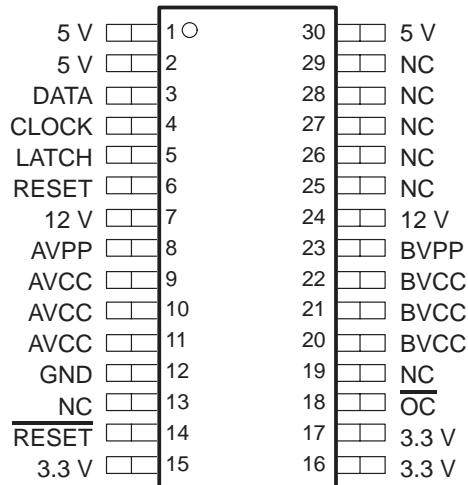 5 V 1 30 5 V
5 V 2 29 NC
DATA 3 28 NC
CLOCK 4 27 NC
LATCH 5 26 NC
RESET 6 25 NC
12 V 7 24 12 V
AVPP 8 23 BVPP
AVCC 9 22 BVCC
AVCC 10 21 BVCC
AVCC 11 20 BVCC
GND 12 19 NC
NC 13 18 O̅C̅
R̅E̅S̅E̅T̅ 14 17 3.3 V
3.3 V 15 16 3.3 V